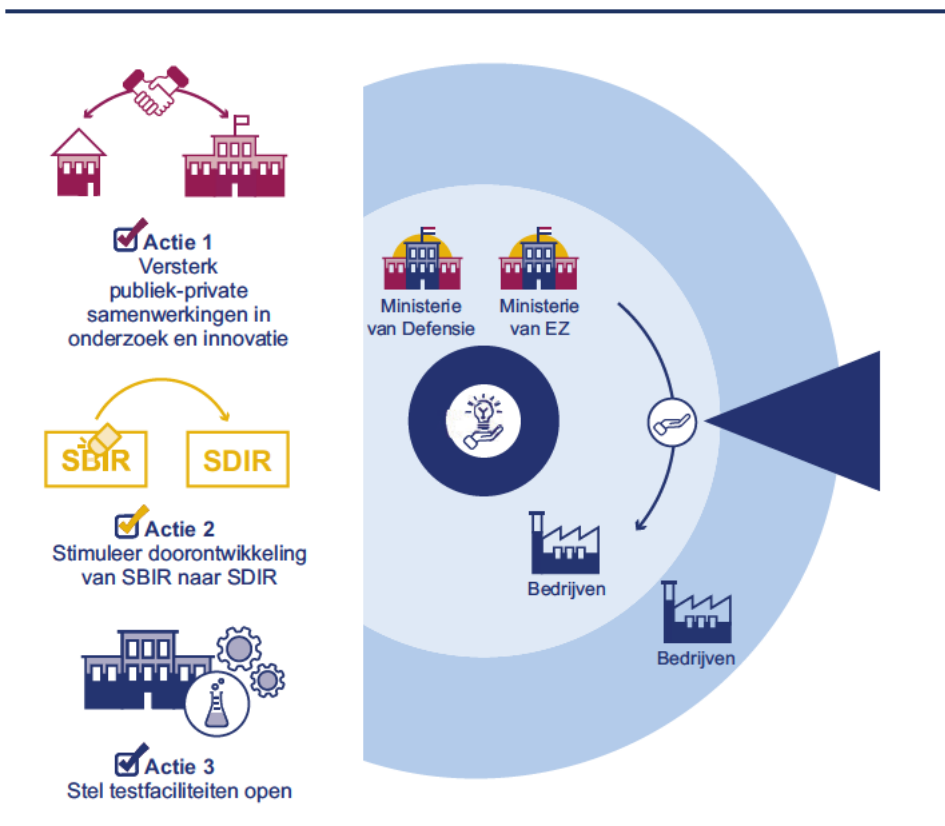 Actie 1
Versterk
publiek-private
samenwerkingen in
onderzoek en innovatie
SBIR
SDIR
Actie 2
Stimuleer doorontwikkeling
van SBIR naar SDIR
Actie 3
Stel testfaciliteiten open
Ministerie
van Defensie
Ministerie
van EZ
Bedrijven
Bedrijven